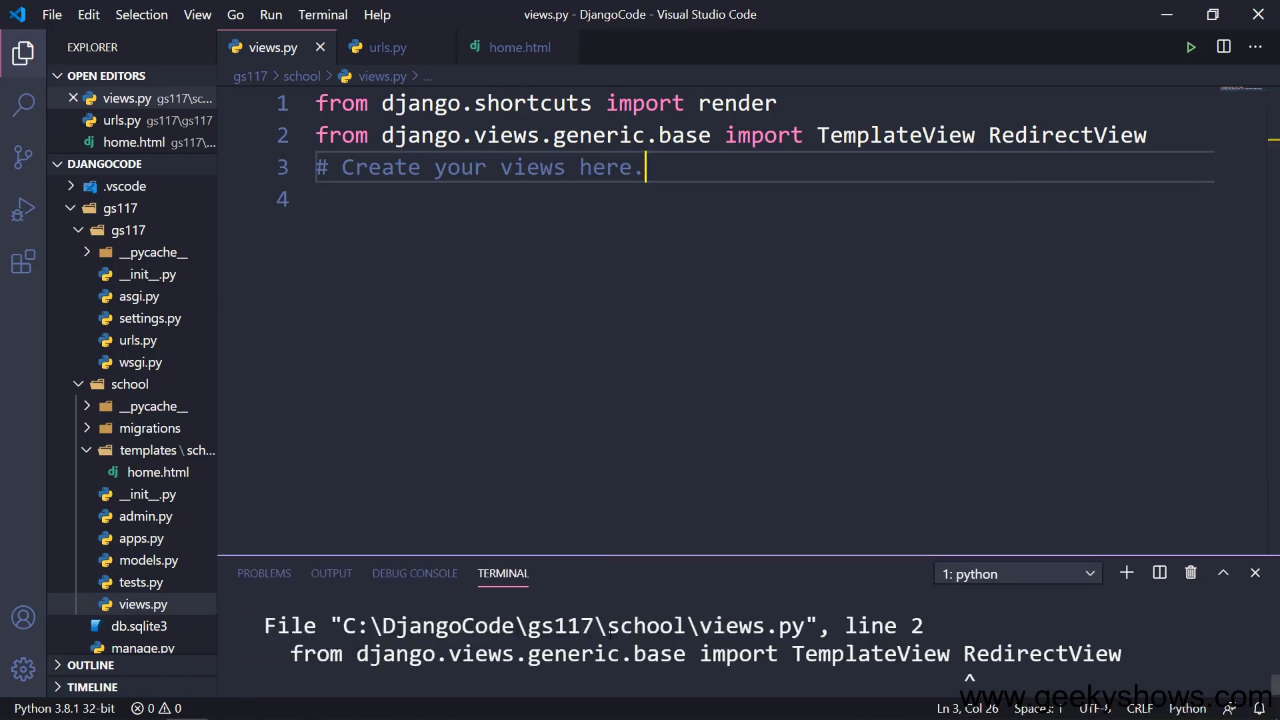 File Edit Selection View Go Run Terminal Help views.py - DjangoCode - Visual Studio Code
EXPLORER
views.py urls.py home.html
OPEN EDITORS
views.py gs117\sc...
urls.py gs117\gs117
home.html gs117\...
gs117 school views.py ...
1 from django.shortcuts import render
2 from django.views.generic.base import TemplateView RedirectView
3 # Create your views here.
4
DJANGOCODE
.vscode
gs117
gs117
__pycache__
__init__.py
asgi.py
settings.py
urls.py
wsgi.py
school
__pycache__
migrations
templates\sch...
home.html
__init__.py
admin.py
apps.py
models.py
tests.py
views.py
db.sqlite3
manage.py
OUTLINE
TIMELINE
PROBLEMS OUTPUT DEBUG CONSOLE TERMINAL 1: python
File "C:\DjangoCode\gs117\school\views.py", line 2
from django.views.generic.base import TemplateView RedirectView
^
www.geekyshows.com
Python 3.8.1 32-bit 0 0 Ln 3, Col 26 Spaces: UTF-8 CRLF Python